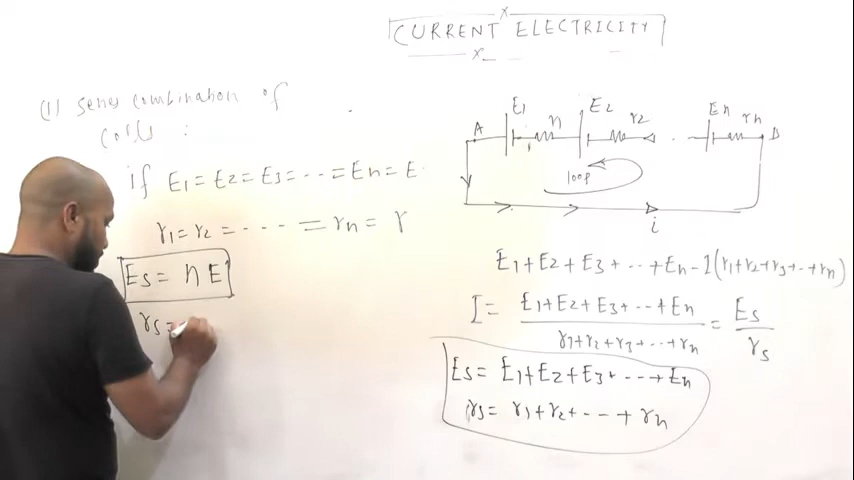 CURRENT ELECTRICITY
(1) Series combination of
cells :
if E1 = E2 = E3 = ... = En = E
r1 = r2 = .... = rn = r
Es = nE
rs =
A E1 r1 E2 r2 ... En rn B
loop
i
E1+E2+E3+...+En-I(r1+r2+r3+...+rn)
I = E1+E2+E3+...+En / r1+r2+r3+...+rn = Es / rs
Es = E1+E2+E3+...+En
rs = r1+r2+...+rn